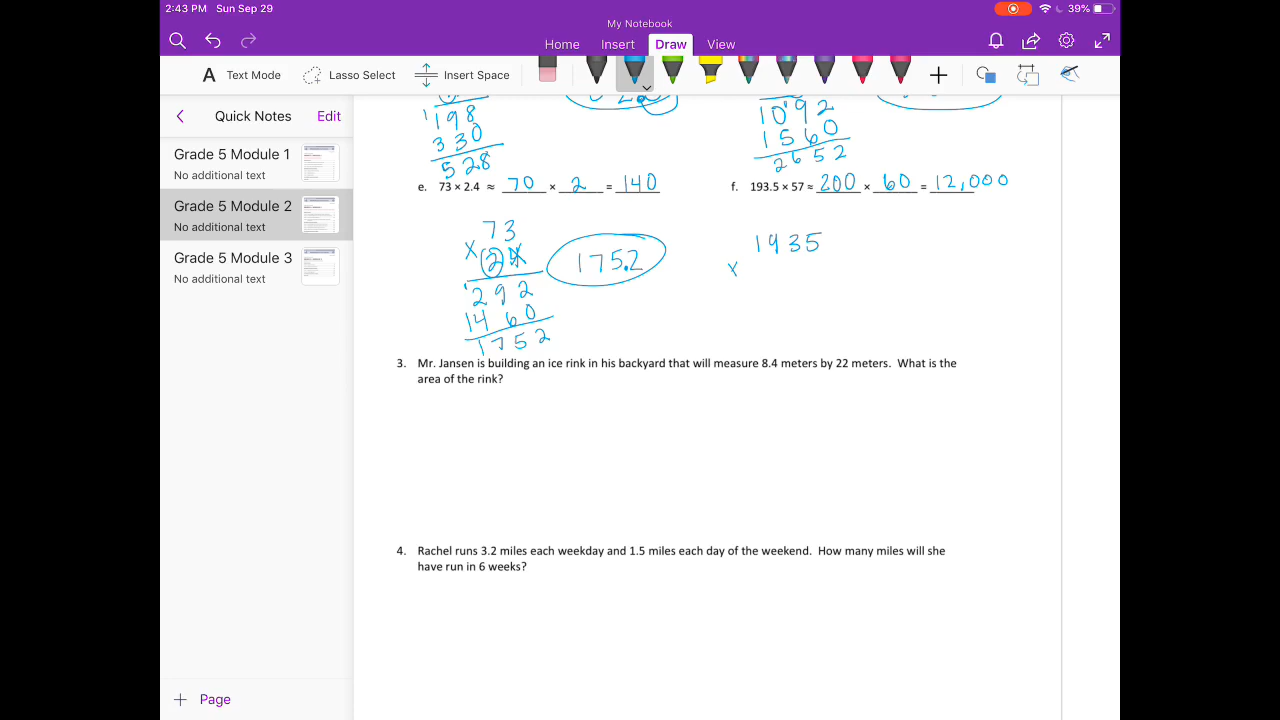 2:43 PM Sun Sep 29
39%
My Notebook
Home Insert Draw View
Text Mode Lasso Select Insert Space
Quick Notes Edit
Grade 5 Module 1
No additional text
Grade 5 Module 2
No additional text
Grade 5 Module 3
No additional text
Page
1 198
330
528
1092
1560
2652
e. 73 × 2.4 ≈ 70 × 2 = 140
f. 193.5 × 57 ≈ 200 × 60 = 12,000
73
x 24
292
1460
1752
175.2
1935
x
3. Mr. Jansen is building an ice rink in his backyard that will measure 8.4 meters by 22 meters. What is the
area of the rink?
4. Rachel runs 3.2 miles each weekday and 1.5 miles each day of the weekend. How many miles will she
have run in 6 weeks?